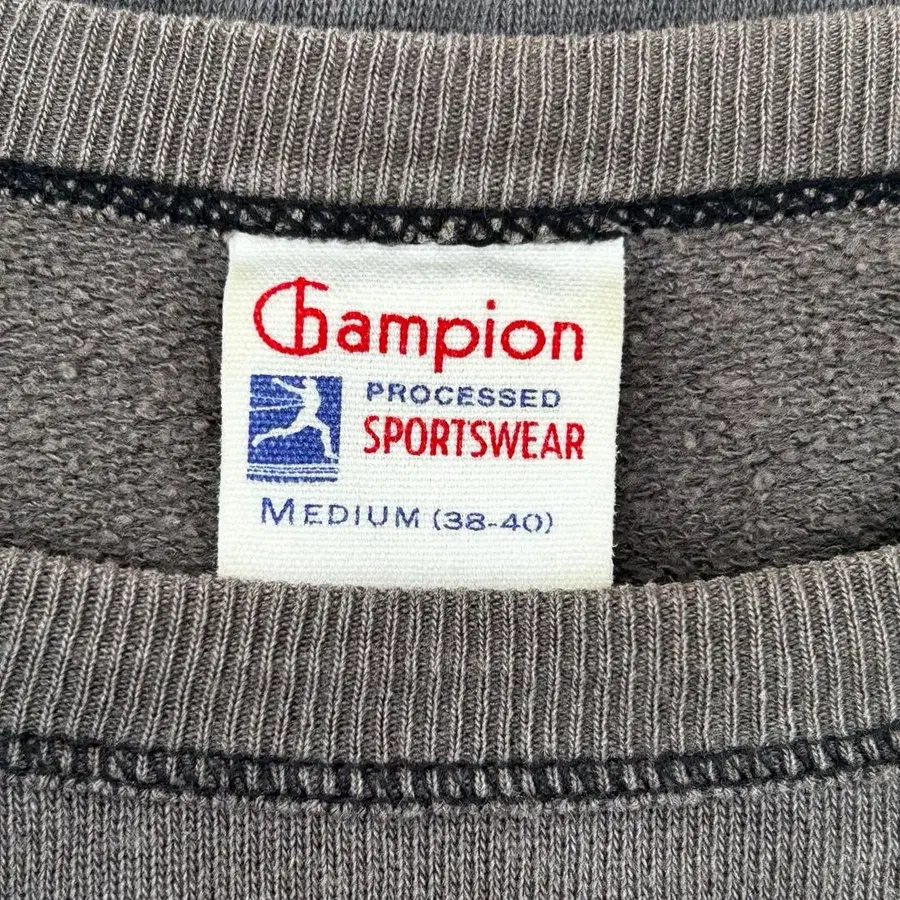 Champion
PROCESSED
SPORTSWEAR
MEDIUM (38-40)